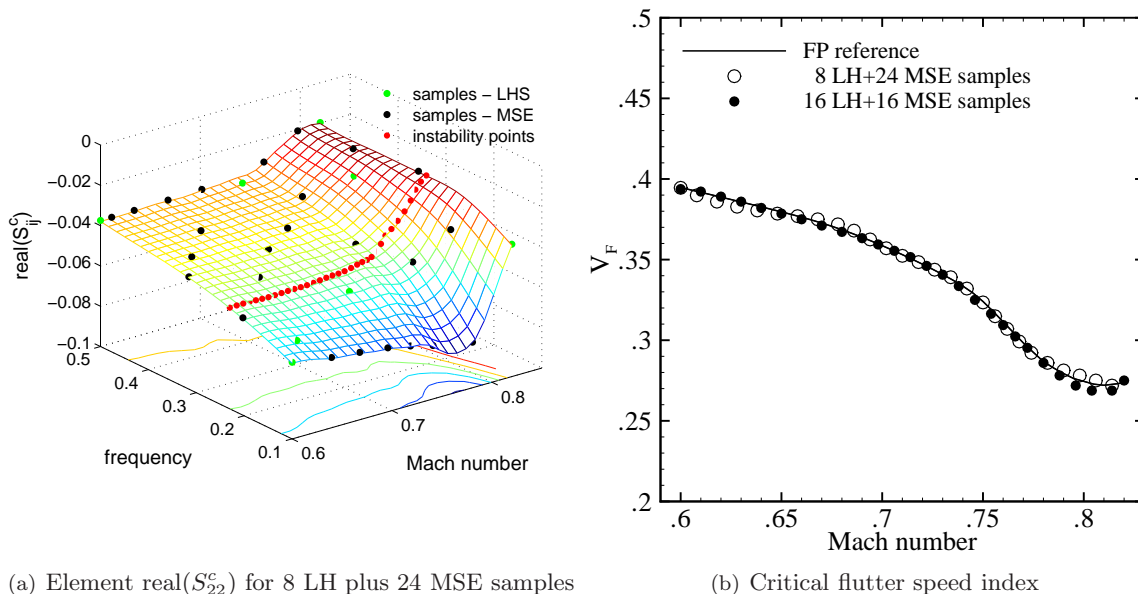 samples – LHS
samples – MSE
instability points
0
−0.02
−0.04
−0.06
−0.08
−0.1
real(S^c_ij)
0.5
0.4
0.3
0.2
0.1
frequency
0.6
0.7
0.8
Mach number
(a) Element real(S^c_22) for 8 LH plus 24 MSE samples
FP reference
8 LH+24 MSE samples
16 LH+16 MSE samples
.5
.45
.4
.35
.3
.25
.2
V_F
.6
.65
.7
.75
.8
Mach number
(b) Critical flutter speed index